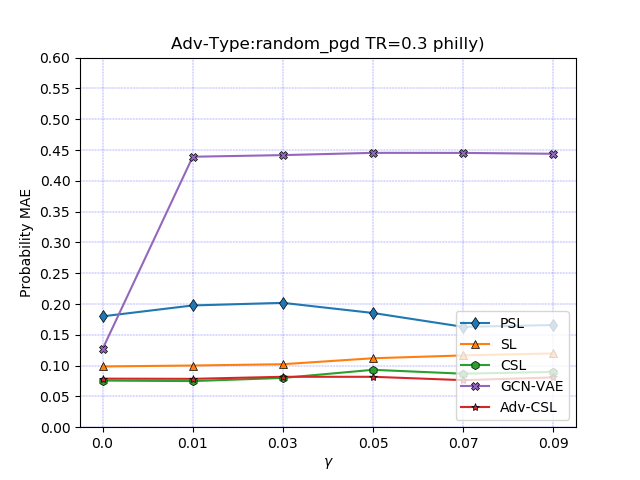 Adv-Type:random_pgd TR=0.3 philly)
Probability MAE
0.60
0.55
0.50
0.45
0.40
0.35
0.30
0.25
0.20
0.15
0.10
0.05
0.00
PSL
SL
CSL
GCN-VAE
Adv-CSL
0.0 0.01 0.03 0.05 0.07 0.09
γ